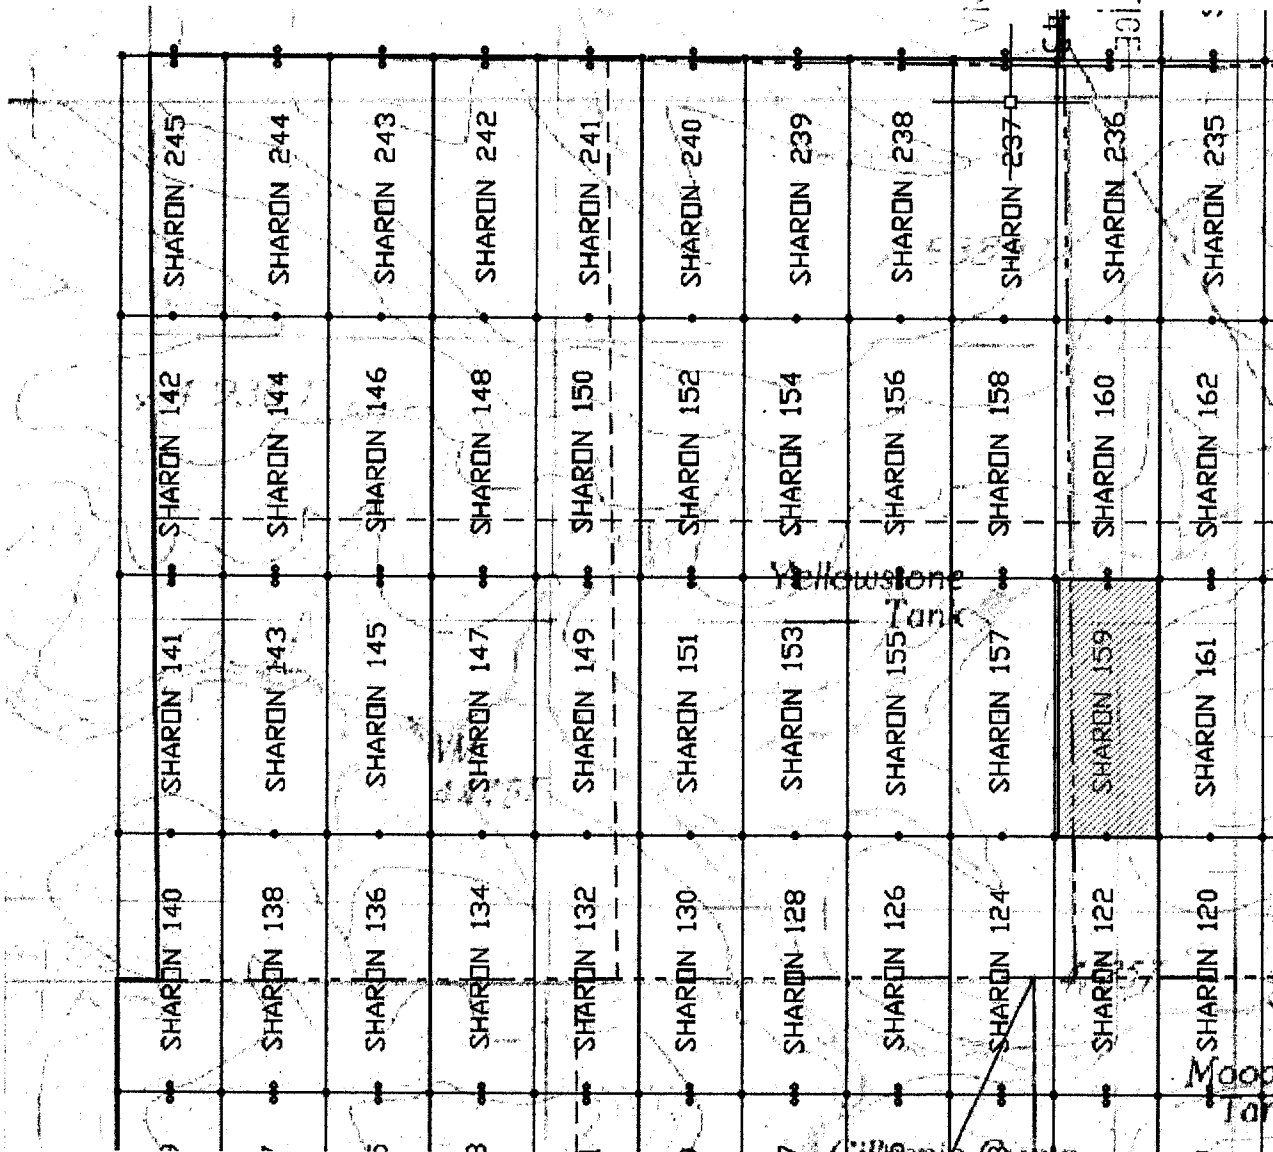 SHARON 245
SHARON 244
SHARON 243
SHARON 242
SHARON 241
SHARON 240
SHARON 239
SHARON 238
SHARON 237
SHARON 236
SHARON 235
SHARON 142
SHARON 144
SHARON 146
SHARON 148
SHARON 150
SHARON 152
SHARON 154
SHARON 156
SHARON 158
SHARON 160
SHARON 162
Yellowstone
Tank
SHARON 141
SHARON 143
SHARON 145
SHARON 147
SHARON 149
SHARON 151
SHARON 153
SHARON 155
SHARON 157
SHARON 159
SHARON 161
SHARON 140
SHARON 138
SHARON 136
SHARON 134
SHARON 132
SHARON 130
SHARON 128
SHARON 126
SHARON 124
SHARON 122
SHARON 120